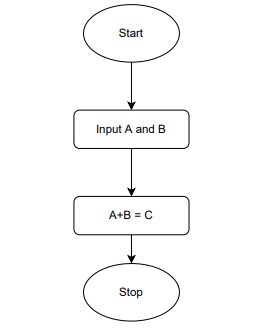 Start
Input A and B
A+B = C
Stop